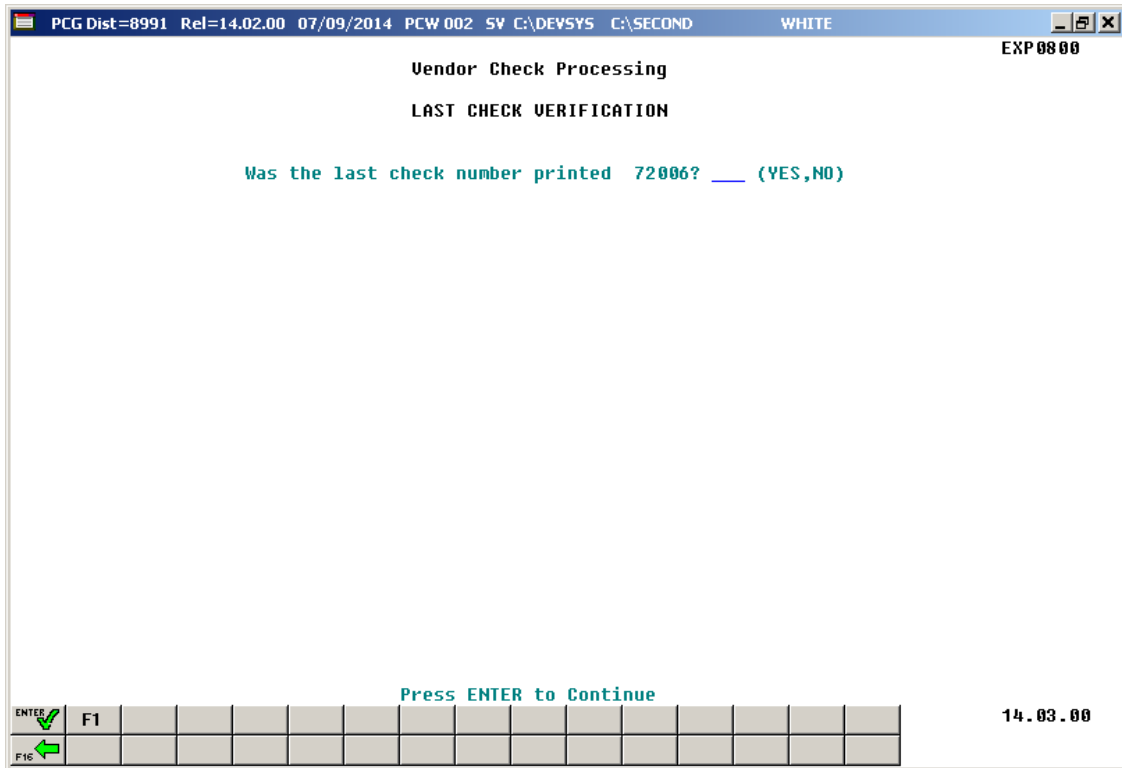 PCG Dist=8991 Rel=14.02.00 07/09/2014 PCW 002 SV C:\DEVSYS C:\SECOND WHITE
EXP0800
Vendor Check Processing
LAST CHECK VERIFICATION
Was the last check number printed 72006? ___ (YES,NO)
Press ENTER to Continue
ENTER F1
14.03.00
F16